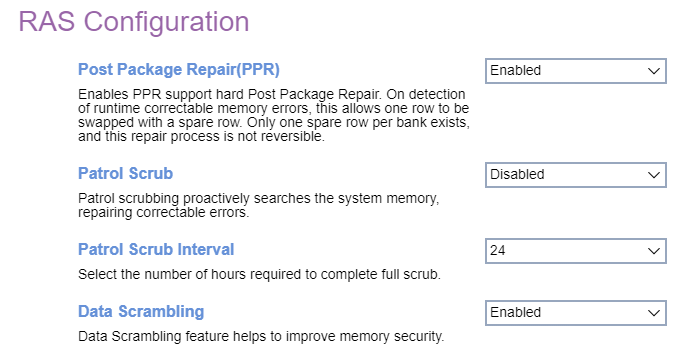 RAS Configuration
Post Package Repair(PPR)
Enabled
Enables PPR support hard Post Package Repair. On detection
of runtime correctable memory errors, this allows one row to be
swapped with a spare row. Only one spare row per bank exists,
and this repair process is not reversible.
Patrol Scrub
Disabled
Patrol scrubbing proactively searches the system memory,
repairing correctable errors.
Patrol Scrub Interval
24
Select the number of hours required to complete full scrub.
Data Scrambling
Enabled
Data Scrambling feature helps to improve memory security.